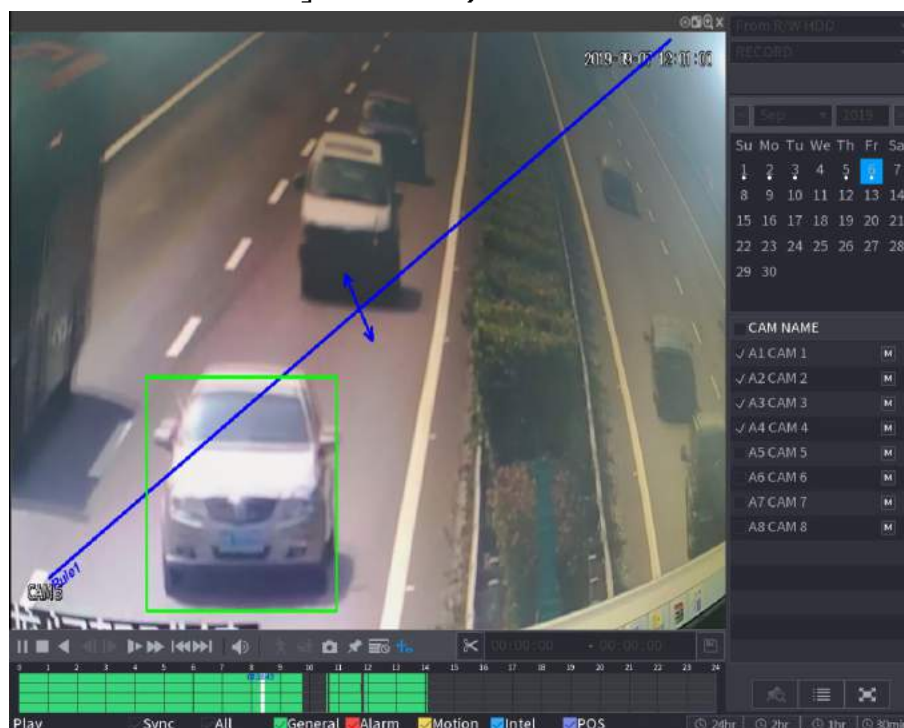 From R/W HDD
RECORD
Sep 2019
Su Mo Tu We Th Fr Sa
1 2 3 4 5 6 7
8 9 10 11 12 13 14
15 16 17 18 19 20 21
22 23 24 25 26 27 28
29 30
CAM NAME
A1 CAM 1 M
A2 CAM 2 M
A3 CAM 3 M
A4 CAM 4 M
A5 CAM 5 M
A6 CAM 6 M
A7 CAM 7 M
A8 CAM 8 M
Rule1
00:00:00 - 00:00:00
0 1 2 3 4 5 6 7 8 9 10 11 12 13 14 15 16 17 18 19 20 21 22 23 24
Play Sync All General Alarm Motion Intel POS 24hr 2hr 1hr 30min